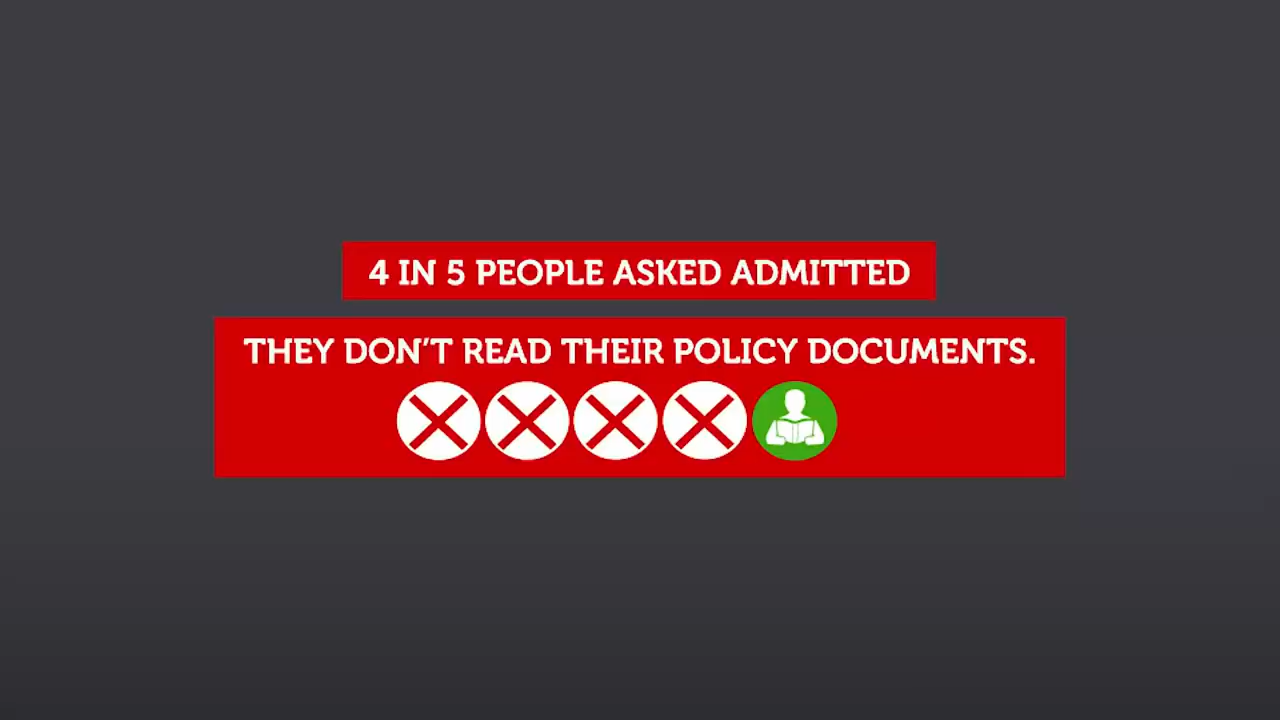 4 IN 5 PEOPLE ASKED ADMITTED
THEY DON'T READ THEIR POLICY DOCUMENTS.